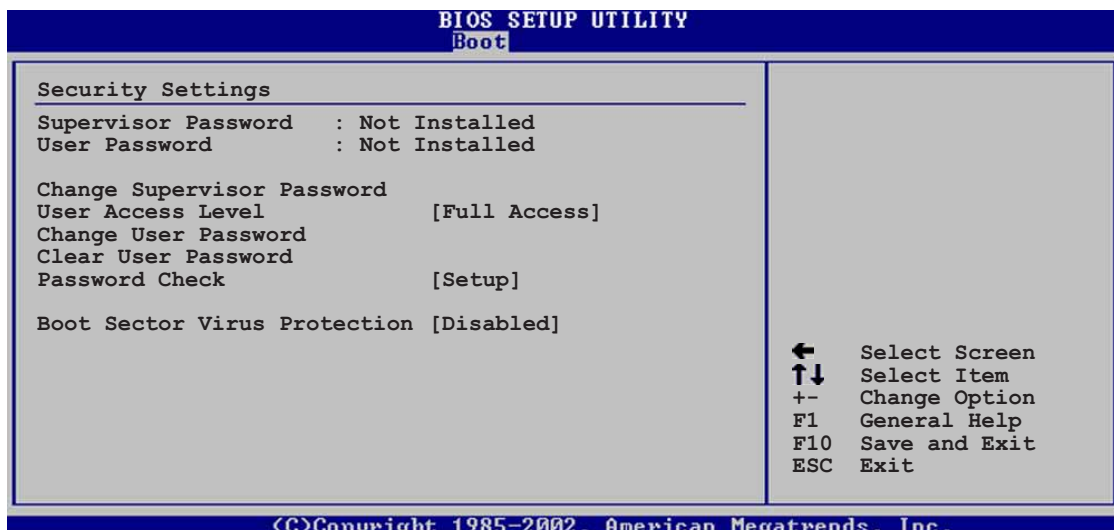 BIOS SETUP UTILITY
Boot
Security Settings
Supervisor Password : Not Installed
User Password : Not Installed
Change Supervisor Password
User Access Level [Full Access]
Change User Password
Clear User Password
Password Check [Setup]
Boot Sector Virus Protection [Disabled]
← Select Screen
↑↓ Select Item
+- Change Option
F1 General Help
F10 Save and Exit
ESC Exit
(C)Copyright 1985-2002, American Megatrends, Inc.